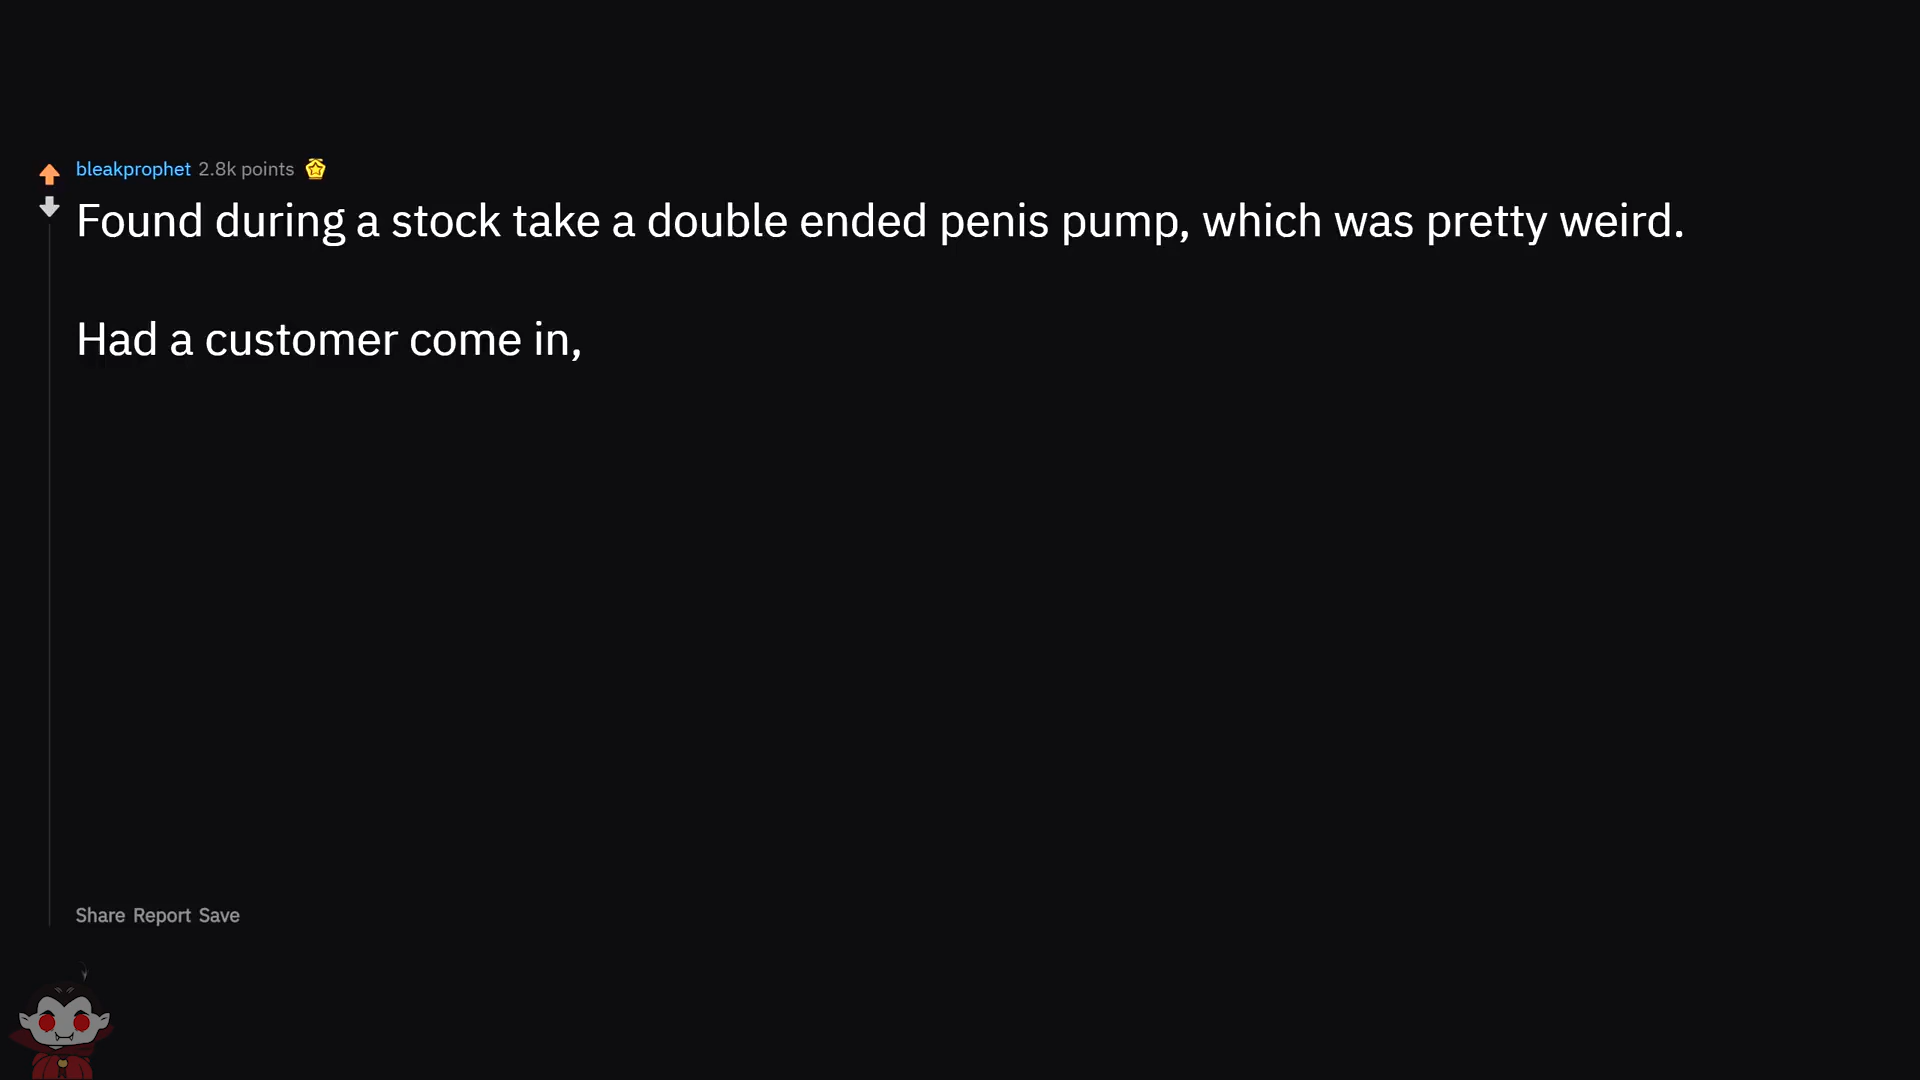 bleakprophet 2.8k points
Found during a stock take a double ended penis pump, which was pretty weird.
Had a customer come in,
Share Report Save